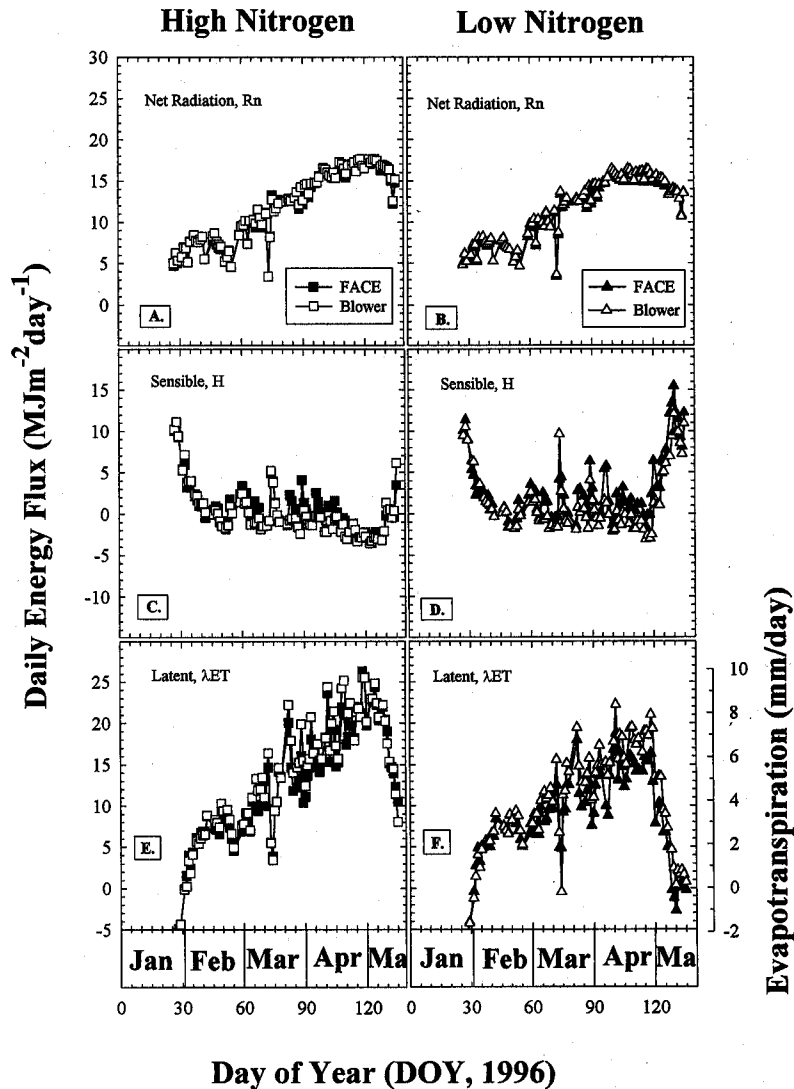 High Nitrogen
Low Nitrogen
30
25
20
15
10
5
0
Net Radiation, Rn
FACE
Blower
A.
Net Radiation, Rn
FACE
Blower
B.
15
10
5
0
-5
-10
Sensible, H
C.
Sensible, H
D.
25
20
15
10
5
0
-5
Latent, λET
E.
Latent, λET
F.
10
8
6
4
2
0
-2
Daily Energy Flux (MJm-2day-1)
Evapotranspiration (mm/day)
Jan Feb Mar Apr Ma
Jan Feb Mar Apr Ma
0 30 60 90 120 0 30 60 90 120
Day of Year (DOY, 1996)